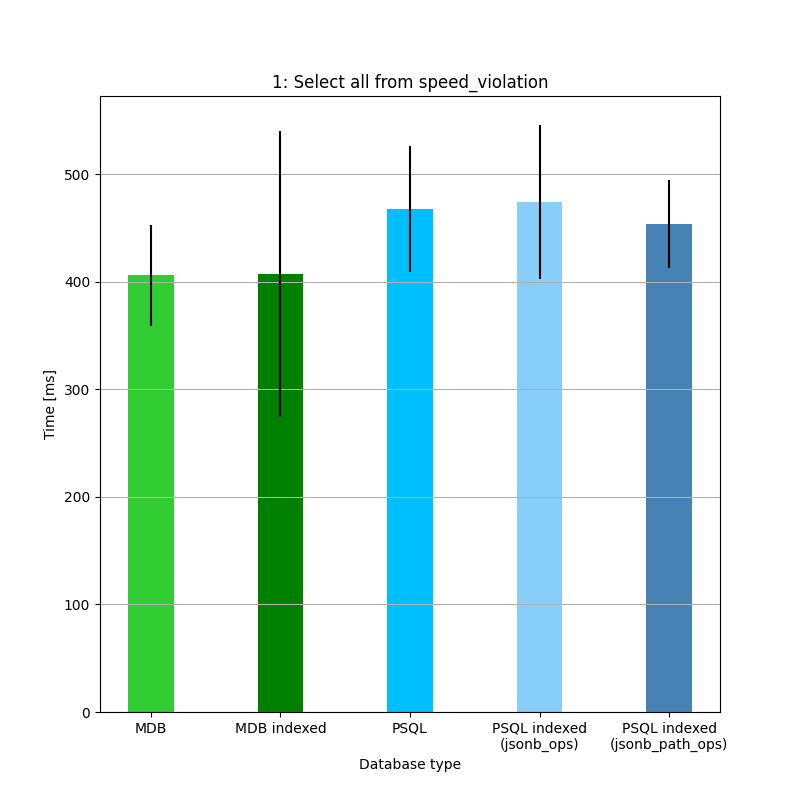 1: Select all from speed_violation
Time [ms]
500
400
300
200
100
0
MDB
MDB indexed
PSQL
PSQL indexed
(jsonb_ops)
PSQL indexed
(jsonb_path_ops)
Database type